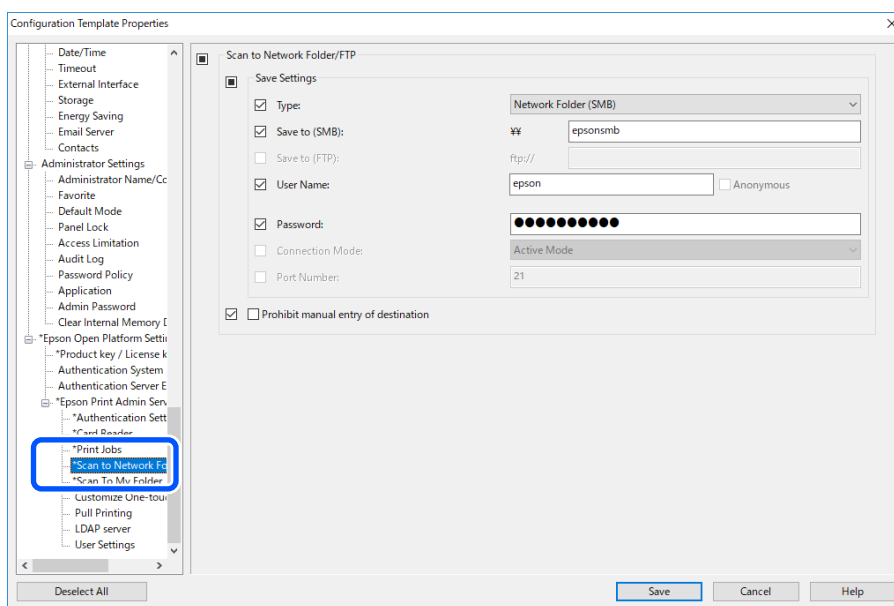 Configuration Template Properties
Date/Time
Timeout
External Interface
Storage
Energy Saving
Email Server
Contacts
Administrator Settings
Administrator Name/Co
Favorite
Default Mode
Panel Lock
Access Limitation
Audit Log
Password Policy
Application
Admin Password
Clear Internal Memory D
*Epson Open Platform Settin
*Product key / License k
Authentication System
Authentication Server E
*Epson Print Admin Serv
*Authentication Sett
*Card Reader
*Print Jobs
*Scan to Network Fo
*Scan To My Folder
Customize One-touc
Pull Printing
LDAP server
User Settings
Scan to Network Folder/FTP
Save Settings
Type: Network Folder (SMB)
Save to (SMB): ¥¥ epsonsmb
Save to (FTP): ftp://
User Name: epson Anonymous
Password: ●●●●●●●●●●
Connection Mode: Active Mode
Port Number: 21
Prohibit manual entry of destination
Deselect All Save Cancel Help